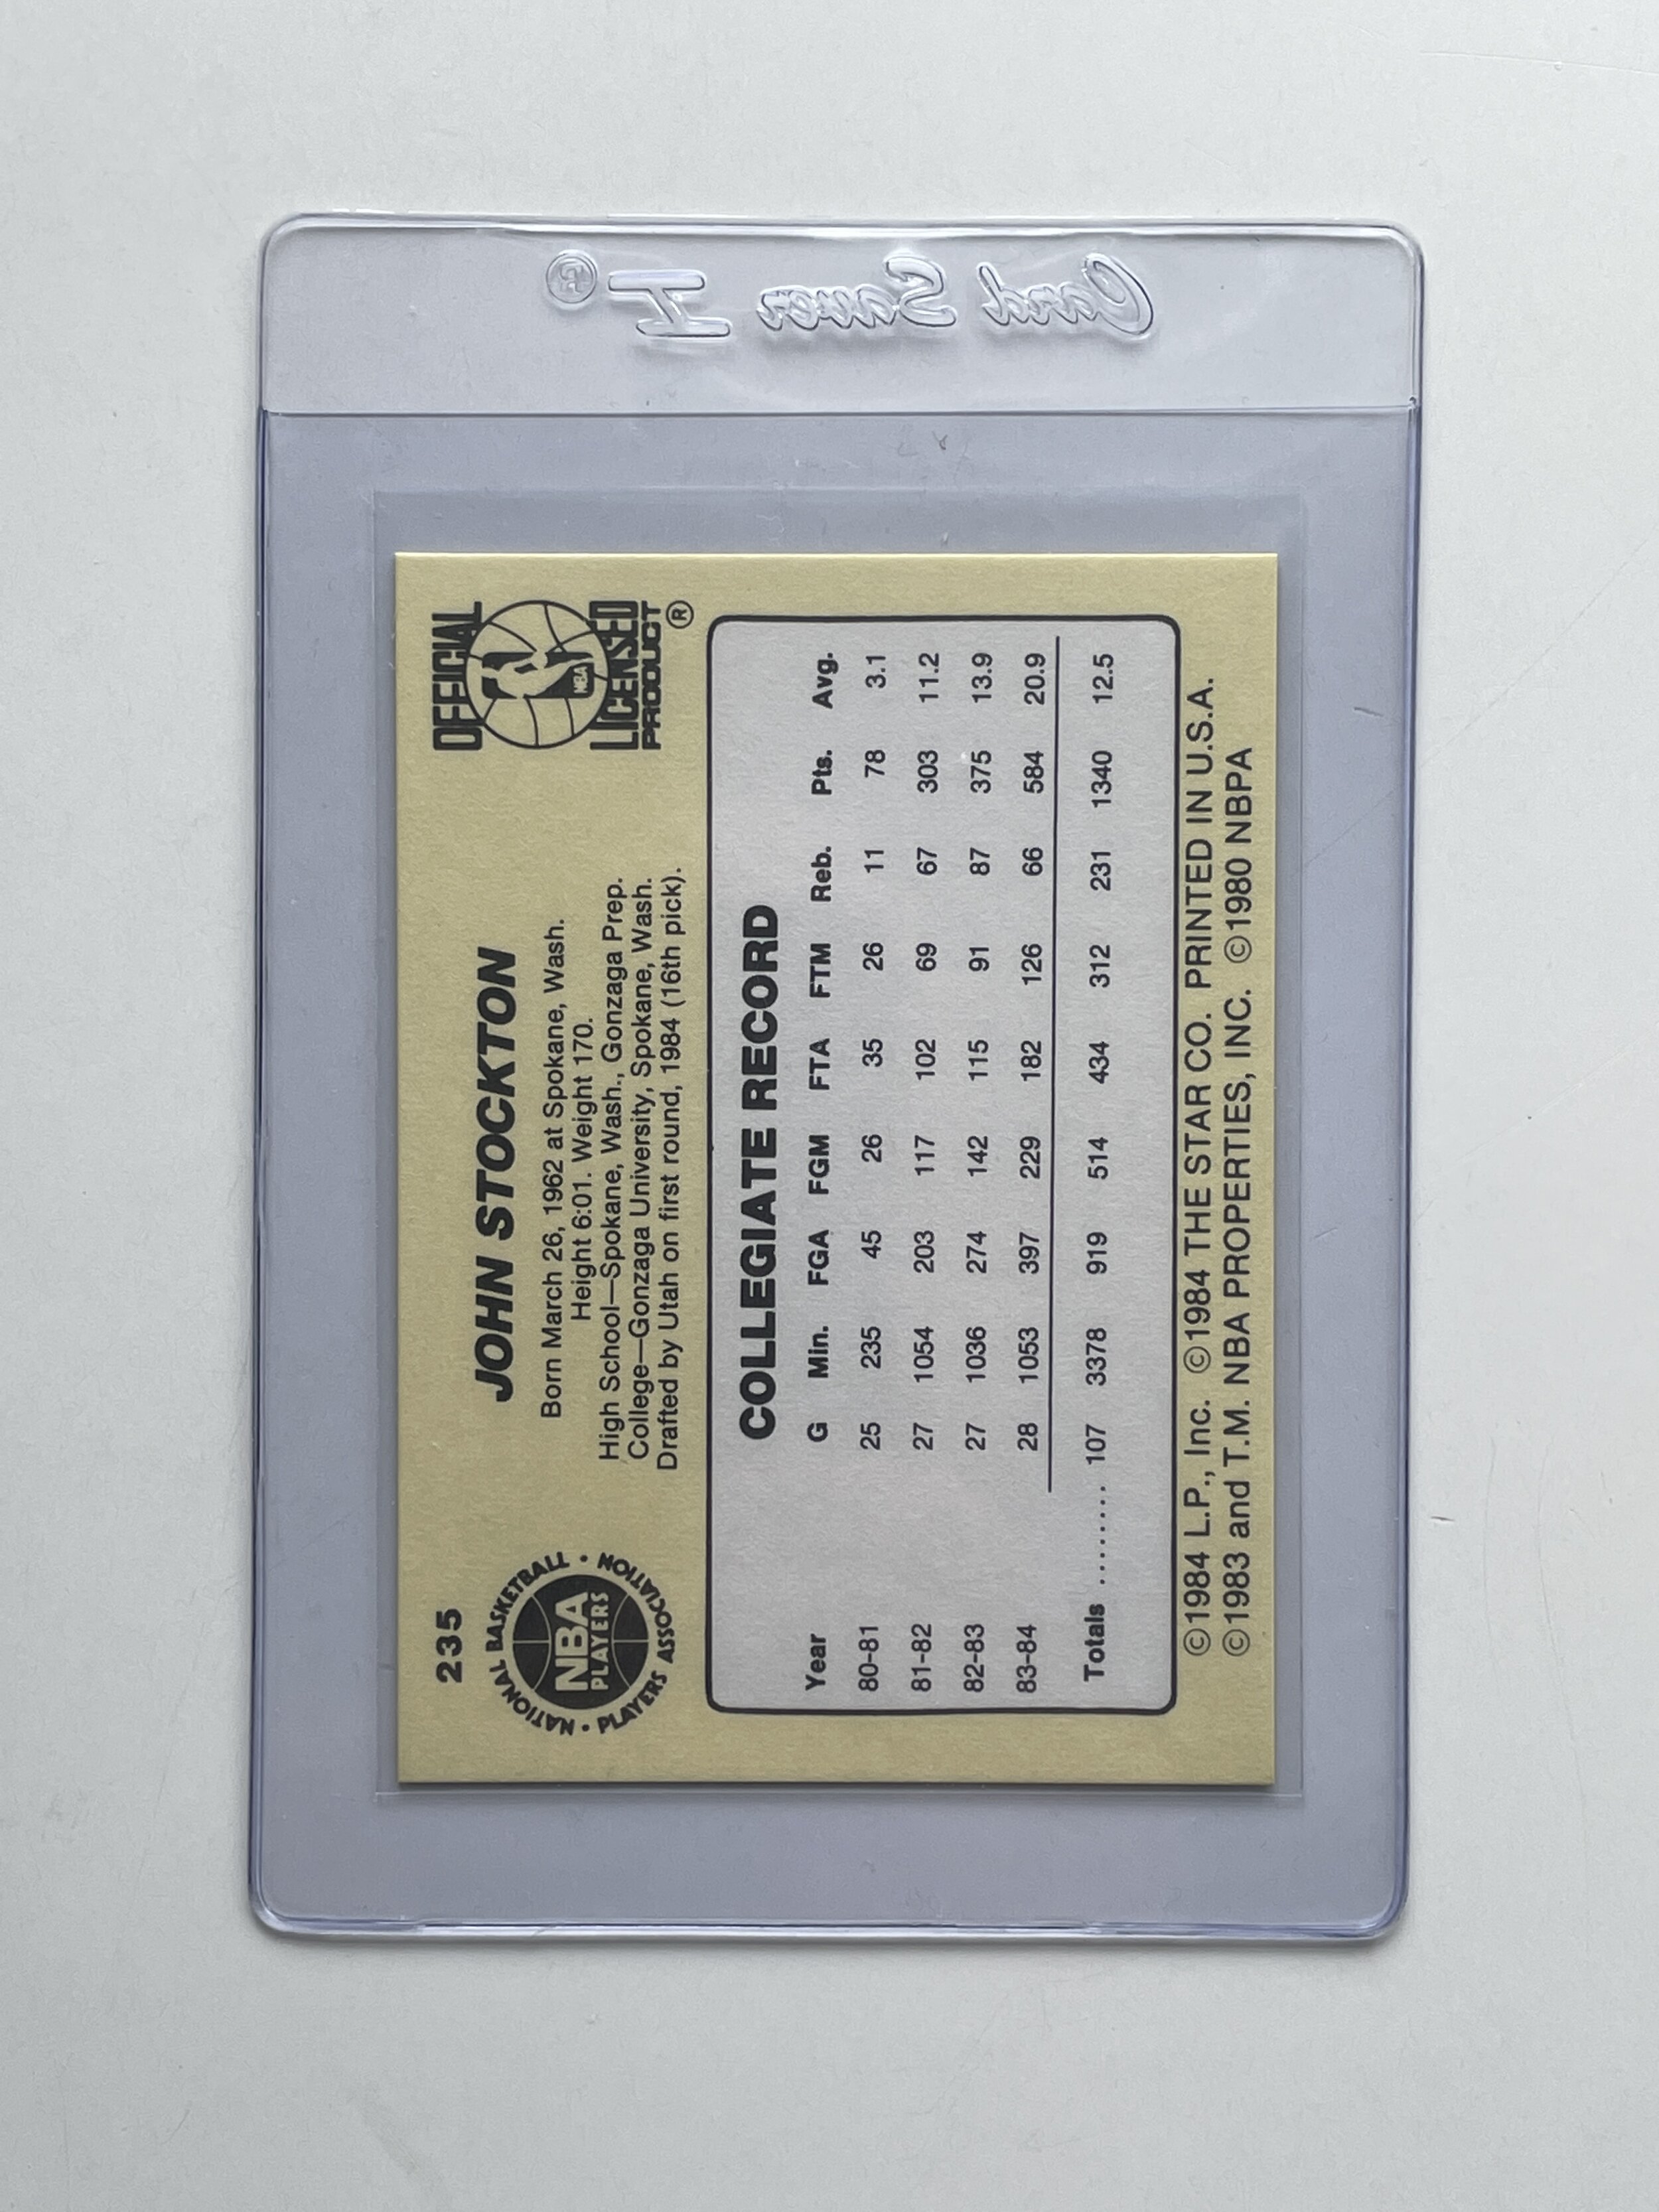 Card Saver II®
235
NATIONAL BASKETBALL
NBA
PLAYERS
PLAYERS ASSOCIATION
JOHN STOCKTON
Born March 26, 1962 at Spokane, Wash.
Height 6:01. Weight 170.
High School—Spokane, Wash., Gonzaga Prep.
College—Gonzaga University, Spokane, Wash.
Drafted by Utah on first round, 1984 (16th pick).
OFFICIAL
NBA
LICENSED
PRODUCT
®
COLLEGIATE RECORD
Year G Min. FGA FGM FTA FTM Reb. Pts. Avg.
80-81 25 235 45 26 35 26 11 78 3.1
81-82 27 1054 203 117 102 69 67 303 11.2
82-83 27 1036 274 142 115 91 87 375 13.9
83-84 28 1053 397 229 182 126 66 584 20.9
Totals ........ 107 3378 919 514 434 312 231 1340 12.5
©1984 L.P., Inc. ©1984 THE STAR CO. PRINTED IN U.S.A.
©1983 and T.M. NBA PROPERTIES, INC. ©1980 NBPA